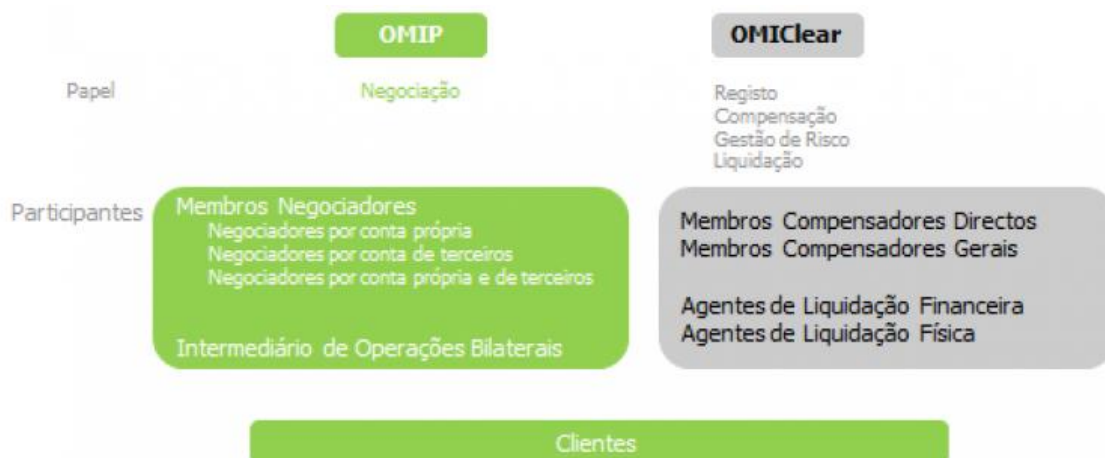 OMIP
OMIClear
Papel
Negociação
Registo
Compensação
Gestão de Risco
Liquidação
Participantes
Membros Negociadores
Negociadores por conta própria
Negociadores por conta de terceiros
Negociadores por conta própria e de terceiros
Intermediário de Operações Bilaterais
Membros Compensadores Directos
Membros Compensadores Gerais
Agentes de Liquidação Financeira
Agentes de Liquidação Física
Clientes